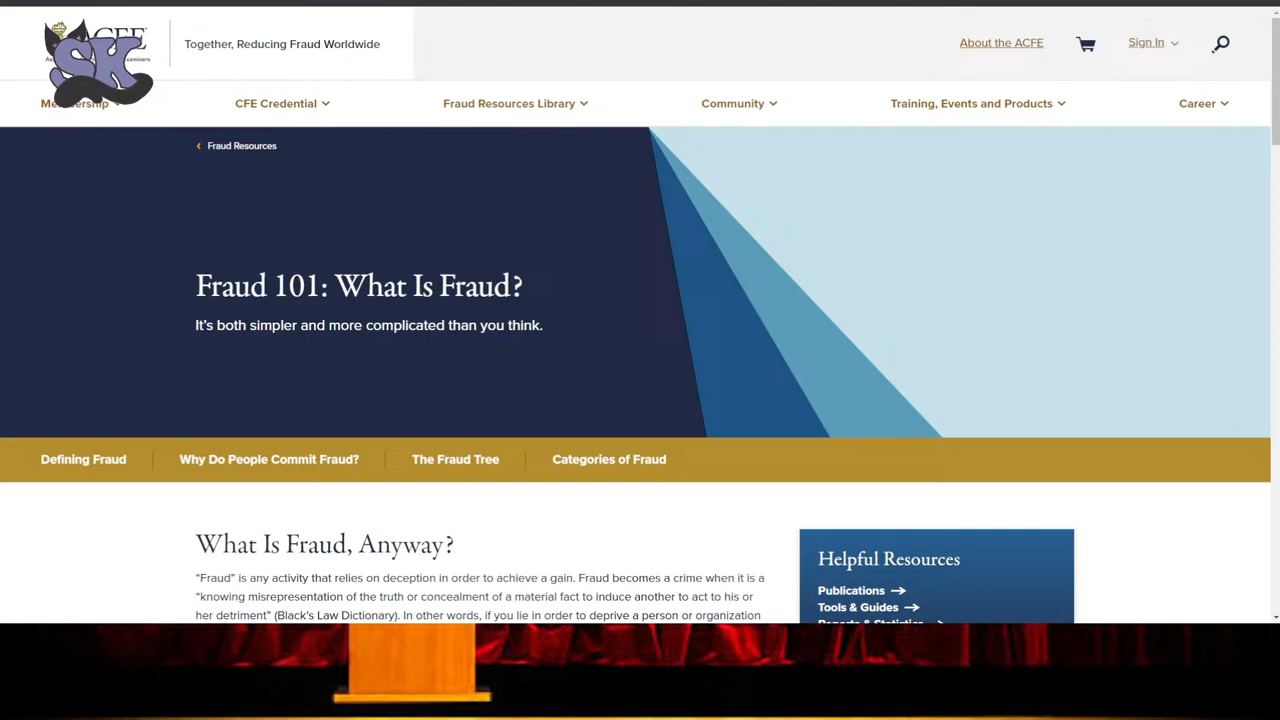 ACFE
SK
Together, Reducing Fraud Worldwide
About the ACFE
Sign In
CFE Credential
Fraud Resources Library
Community
Training, Events and Products
Career
Fraud Resources
Fraud 101: What Is Fraud?
It's both simpler and more complicated than you think.
Defining Fraud
Why Do People Commit Fraud?
The Fraud Tree
Categories of Fraud
What Is Fraud, Anyway?
“Fraud” is any activity that relies on deception in order to achieve a gain. Fraud becomes a crime when it is a
“knowing misrepresentation of the truth or concealment of a material fact to induce another to act to his or
her detriment” (Black’s Law Dictionary). In other words, if you lie in order to deprive a person or organization
Helpful Resources
Publications
Tools & Guides
Reports & Statistics